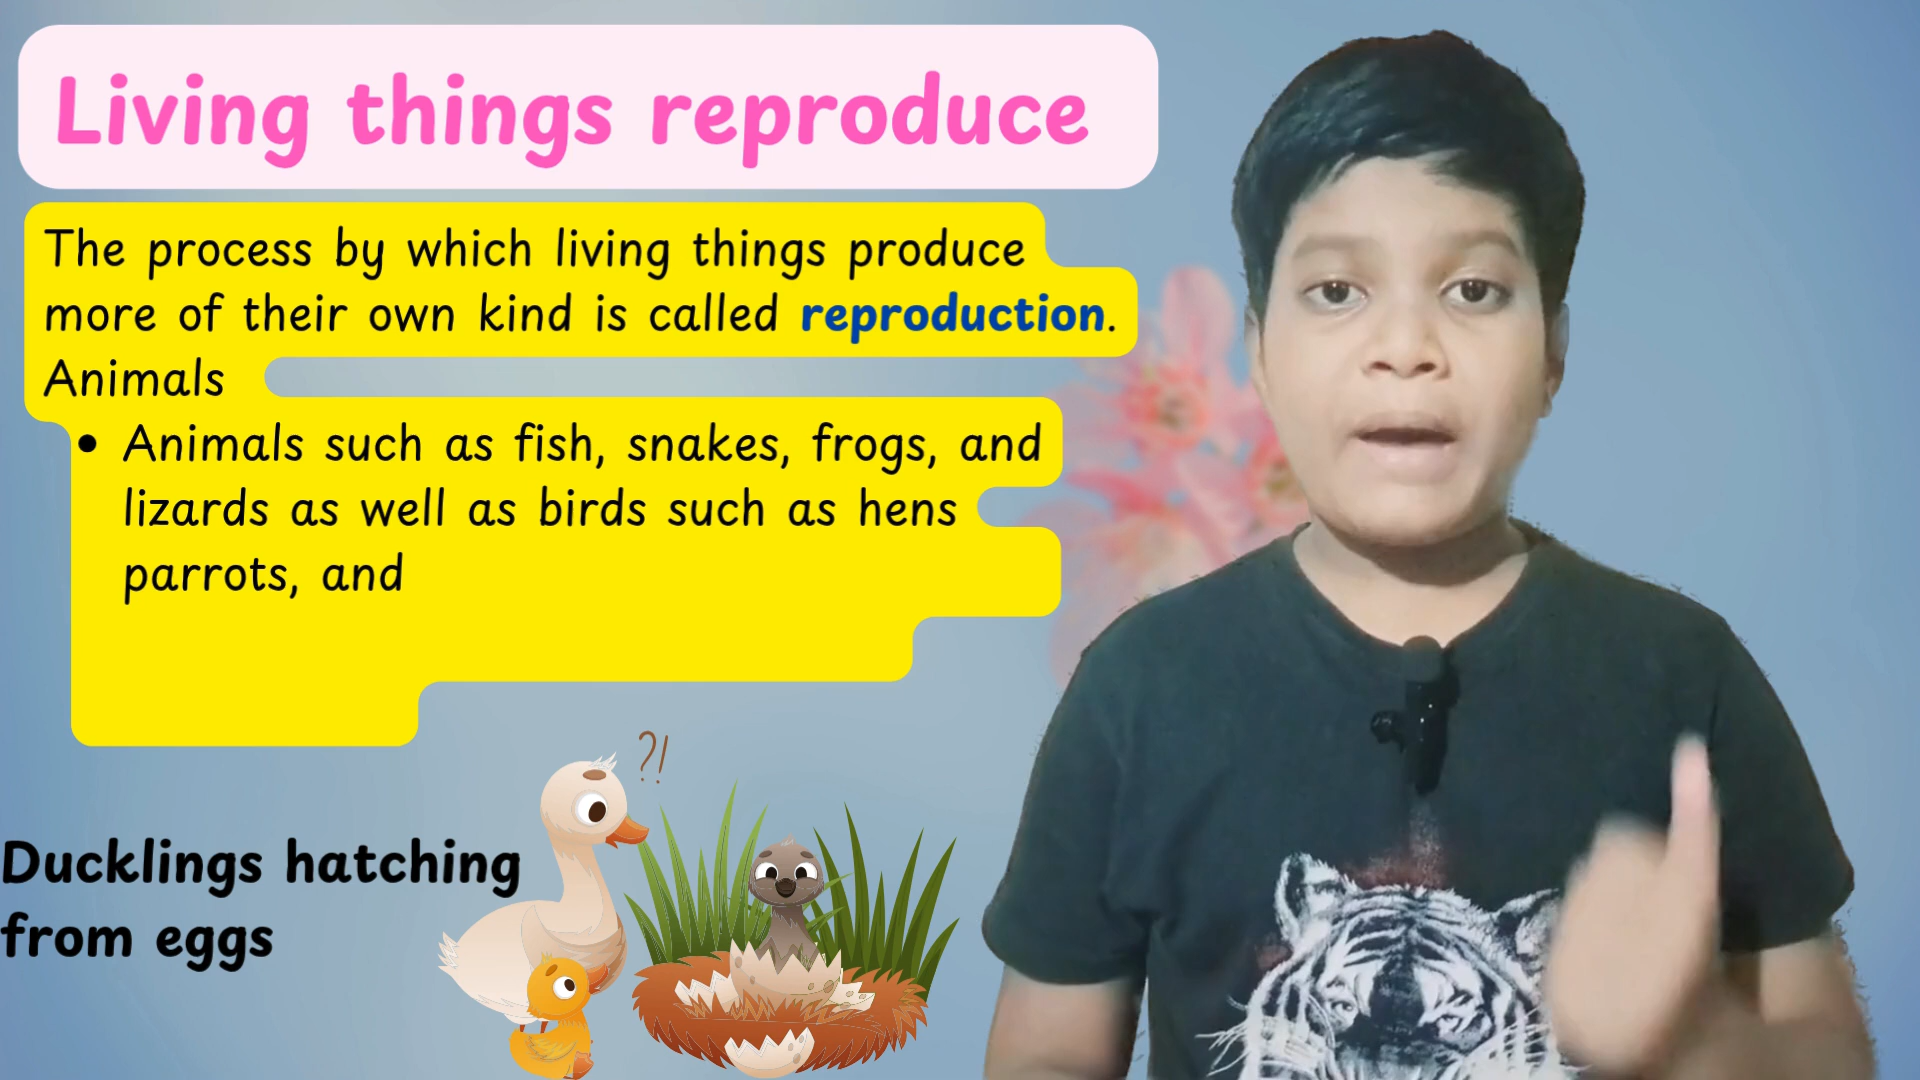 Living things reproduce
The process by which living things produce
more of their own kind is called reproduction.
Animals
• Animals such as fish, snakes, frogs, and
lizards as well as birds such as hens
parrots, and
?!
Ducklings hatching
from eggs